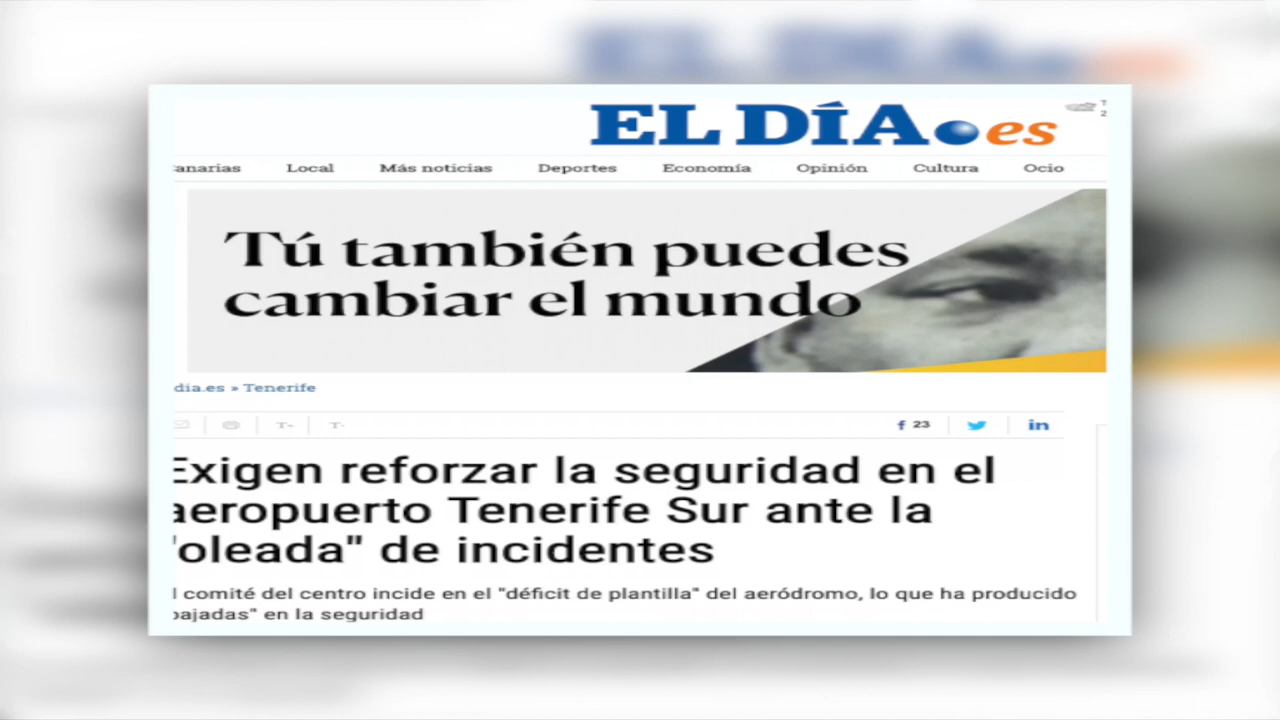 EL DÍA.es
anarias Local Más noticias Deportes Economía Opinión Cultura Ocio
Tú también puedes
cambiar el mundo
dia.es » Tenerife
T+ T- f 23 in
Exigen reforzar la seguridad en el
aeropuerto Tenerife Sur ante la
"oleada" de incidentes
l comité del centro incide en el "déficit de plantilla" del aeródromo, lo que ha producido
bajadas" en la seguridad